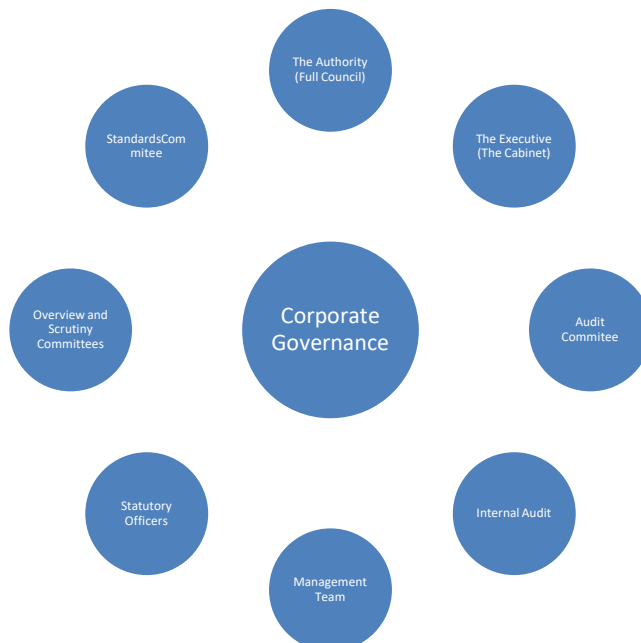 The Authority
(Full Council)
The Executive
(The Cabinet)
Audit
Commitee
Internal Audit
Management
Team
Statutory
Officers
Overview and
Scrutiny
Committees
StandardsCom
mitee
Corporate
Governance